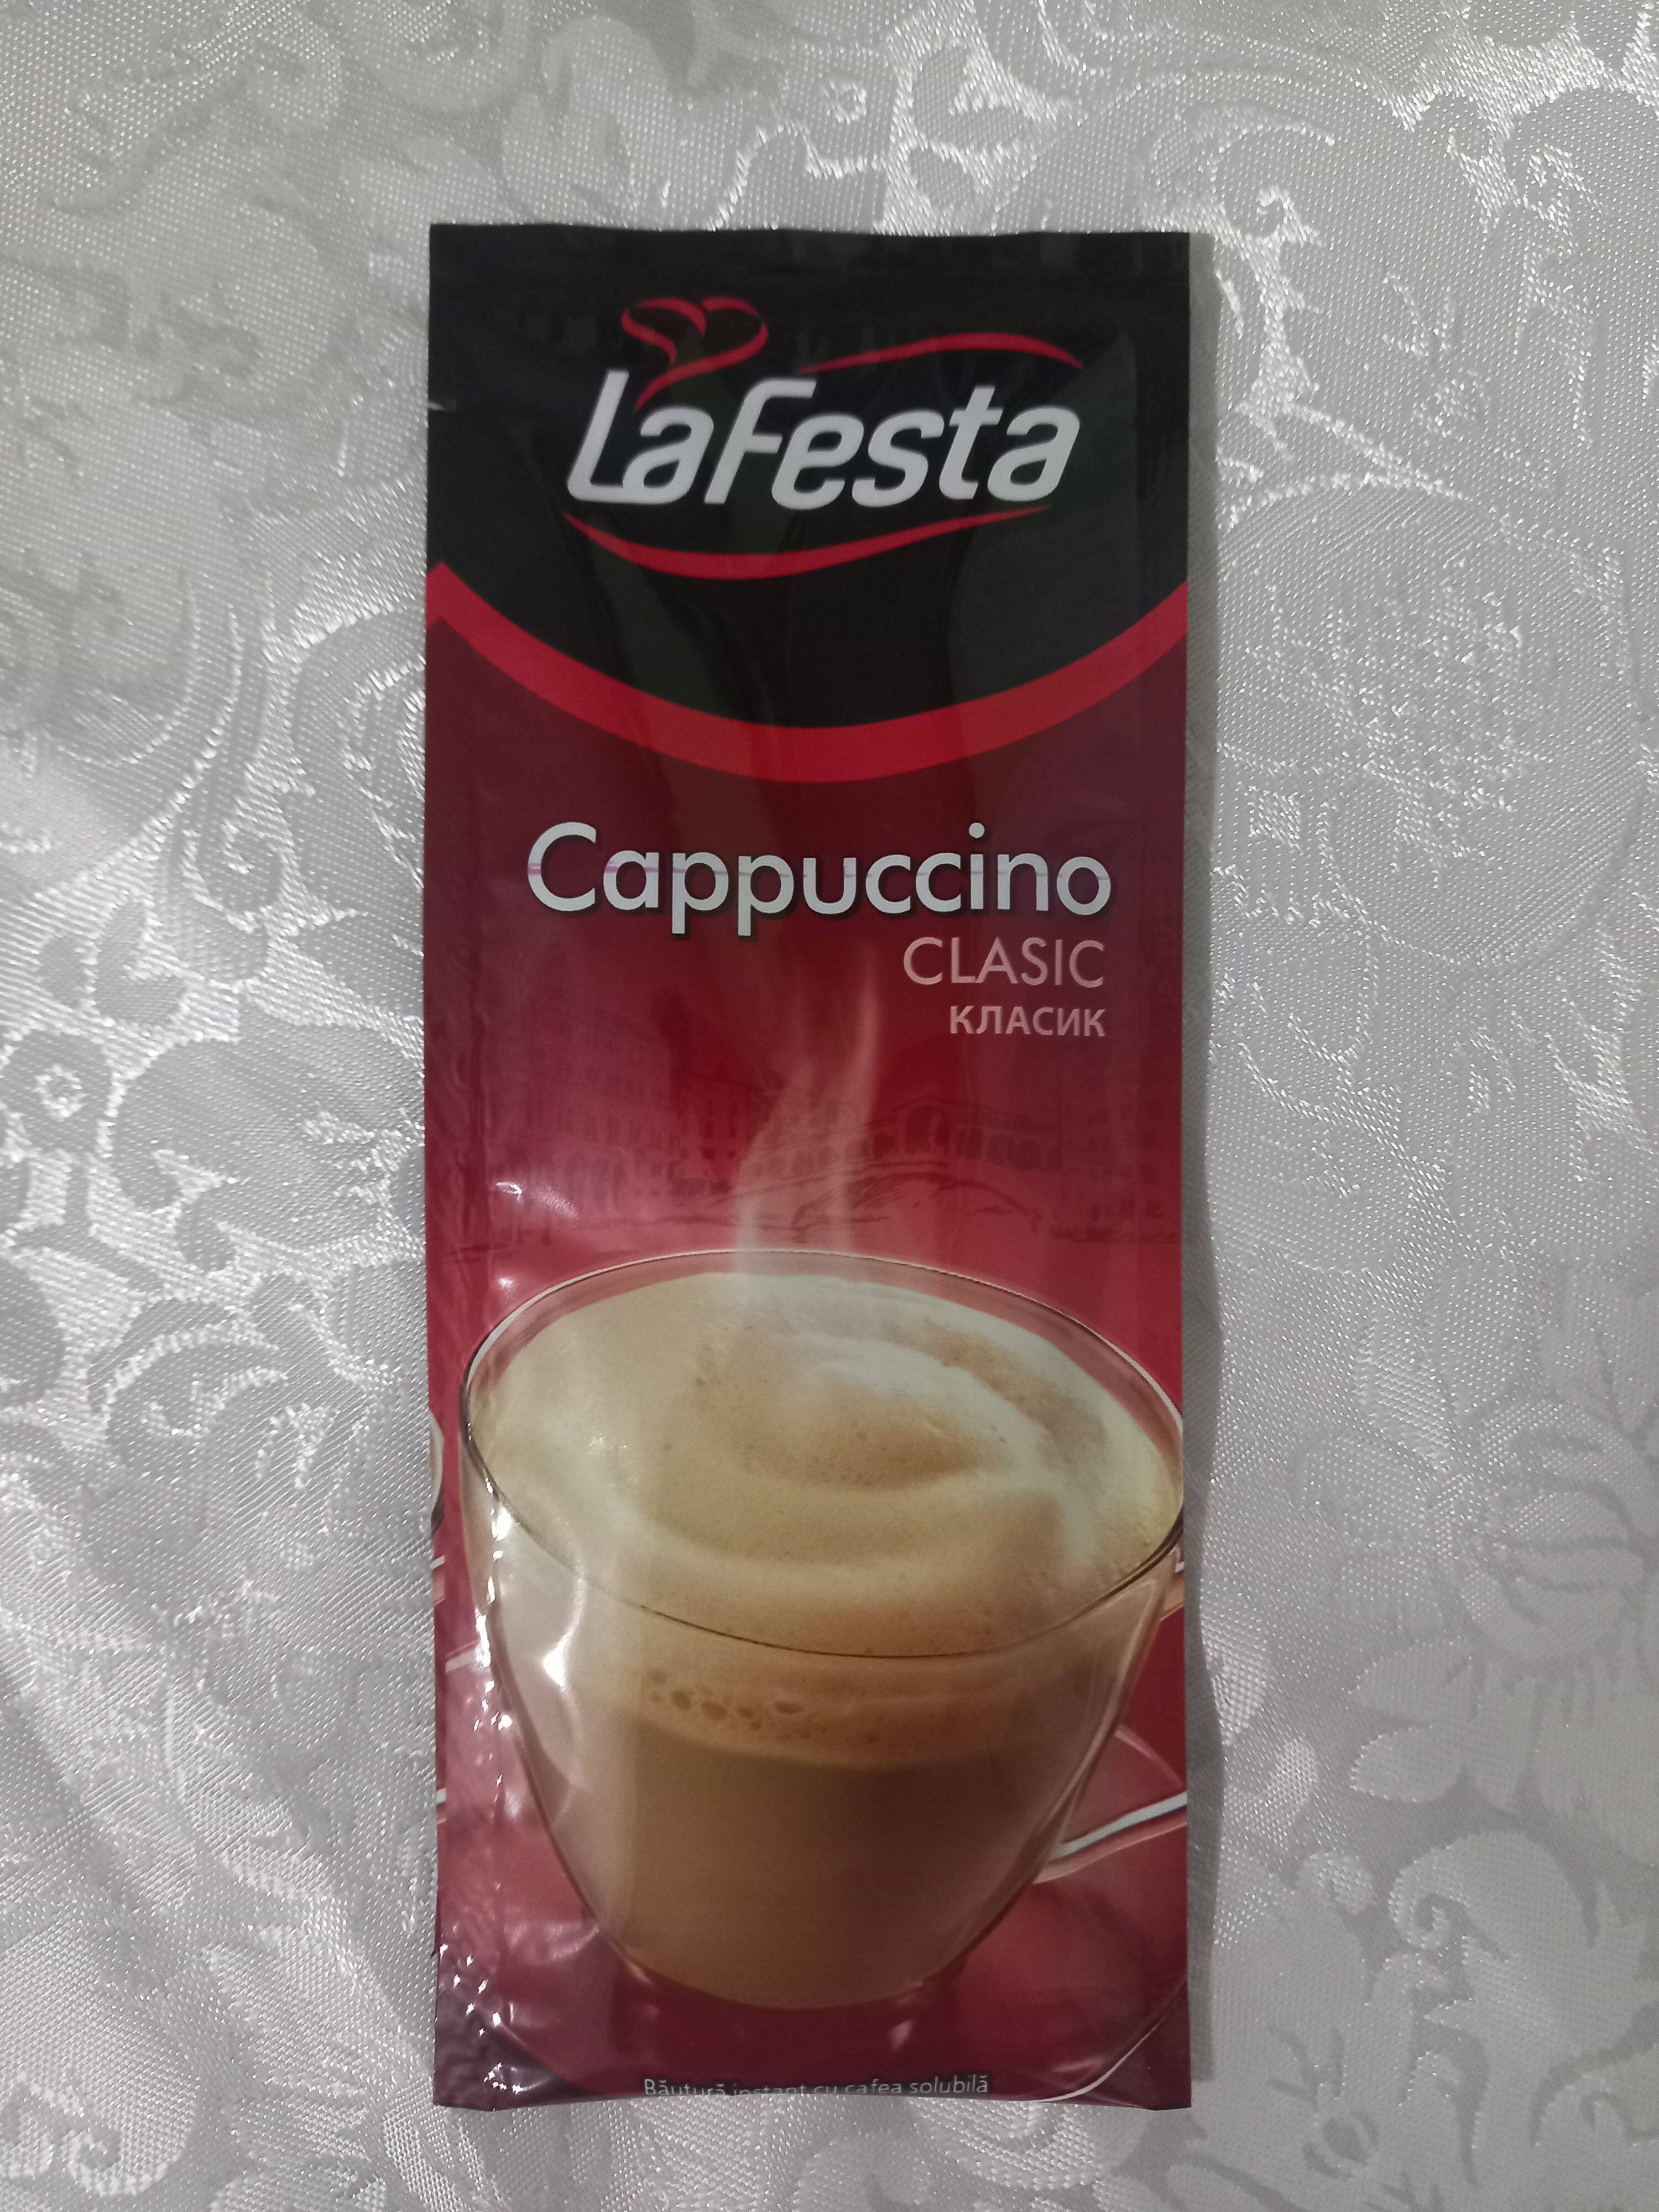 LaFesta
Cappuccino
CLASIC
КЛАСИК
Băutură instant cu cafea solubilă